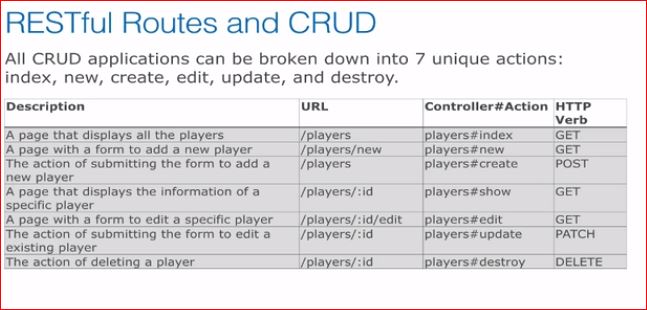 RESTful Routes and CRUD
All CRUD applications can be broken down into 7 unique actions:
index, new, create, edit, update, and destroy.
Description URL Controller#Action HTTP Verb
A page that displays all the players /players players#index GET
A page with a form to add a new player /players/new players#new GET
The action of submitting the form to add a new player /players players#create POST
A page that displays the information of a specific player /players/:id players#show GET
A page with a form to edit a specific player /players/:id/edit players#edit GET
The action of submitting the form to edit a existing player /players/:id players#update PATCH
The action of deleting a player /players/:id players#destroy DELETE